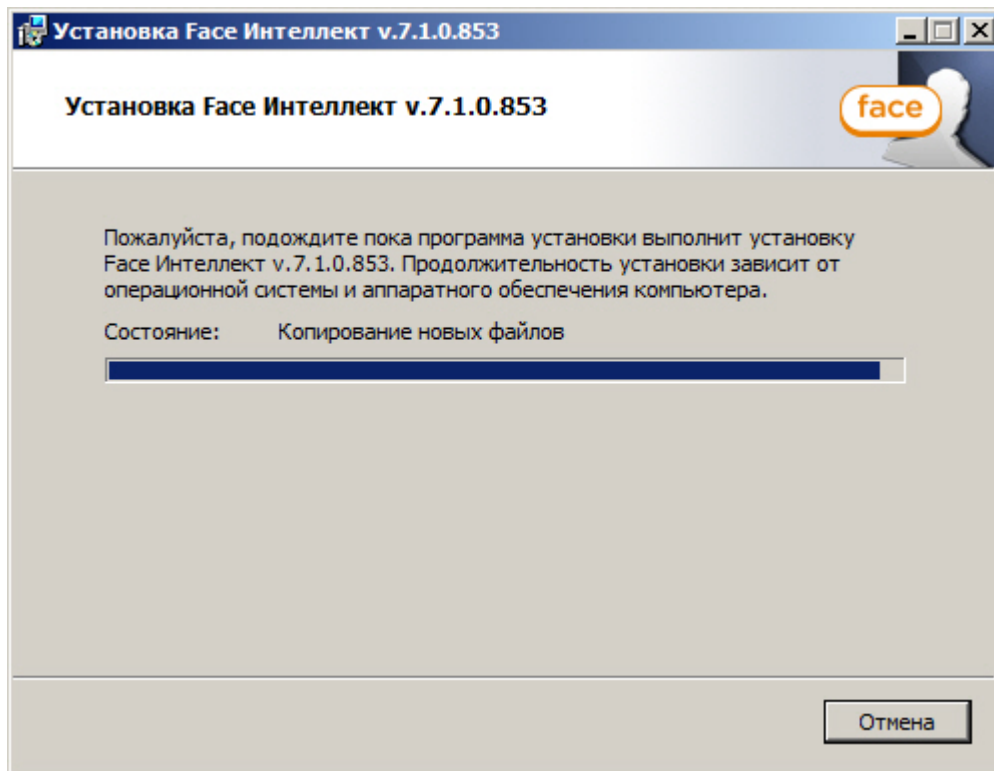 Установка Face Интеллект v.7.1.0.853
Установка Face Интеллект v.7.1.0.853
face
Пожалуйста, подождите пока программа установки выполнит установку
Face Интеллект v.7.1.0.853. Продолжительность установки зависит от
операционной системы и аппаратного обеспечения компьютера.
Состояние: Копирование новых файлов
Отмена